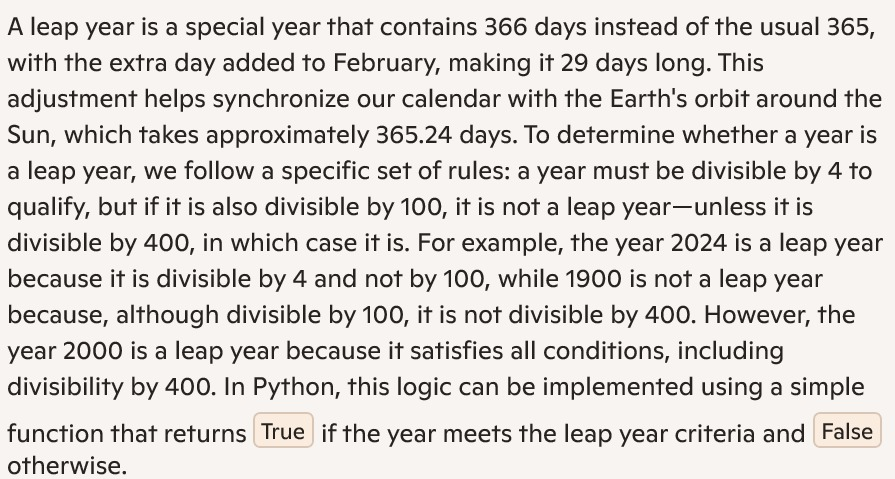 A leap year is a special year that contains 366 days instead of the usual 365,
with the extra day added to February, making it 29 days long. This
adjustment helps synchronize our calendar with the Earth's orbit around the
Sun, which takes approximately 365.24 days. To determine whether a year is
a leap year, we follow a specific set of rules: a year must be divisible by 4 to
qualify, but if it is also divisible by 100, it is not a leap year—unless it is
divisible by 400, in which case it is. For example, the year 2024 is a leap year
because it is divisible by 4 and not by 100, while 1900 is not a leap year
because, although divisible by 100, it is not divisible by 400. However, the
year 2000 is a leap year because it satisfies all conditions, including
divisibility by 400. In Python, this logic can be implemented using a simple
function that returns True if the year meets the leap year criteria and False
otherwise.